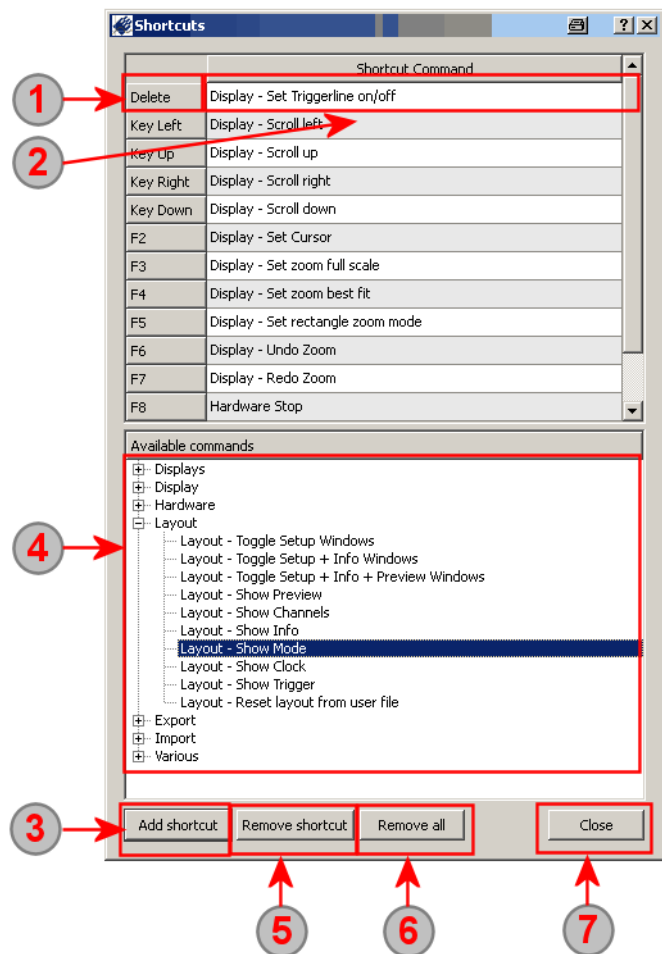 Shortcuts
Shortcut Command
1
Delete Display - Set Triggerline on/off
Key Left Display - Scroll left
2
Key Up Display - Scroll up
Key Right Display - Scroll right
Key Down Display - Scroll down
F2 Display - Set Cursor
F3 Display - Set zoom full scale
F4 Display - Set zoom best fit
F5 Display - Set rectangle zoom mode
F6 Display - Undo Zoom
F7 Display - Redo Zoom
F8 Hardware Stop
Available commands
Displays
Display
Hardware
Layout
4
Layout - Toggle Setup Windows
Layout - Toggle Setup + Info Windows
Layout - Toggle Setup + Info + Preview Windows
Layout - Show Preview
Layout - Show Channels
Layout - Show Info
Layout - Show Mode
Layout - Show Clock
Layout - Show Trigger
Layout - Reset layout from user file
Export
Import
Various
3 Add shortcut Remove shortcut Remove all Close
5 6 7